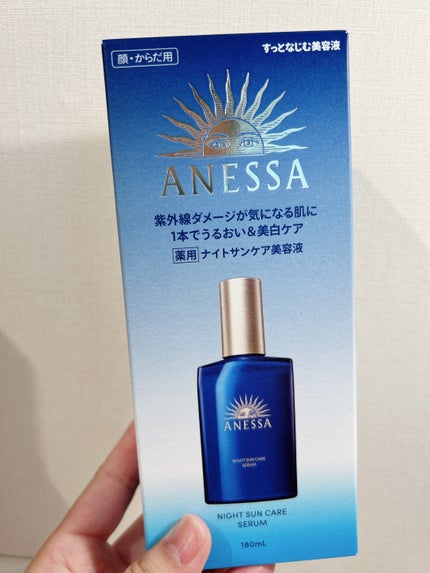 顔・からだ用
すっとなじむ美容液
ANESSA
紫外線ダメージが気になる肌に
1本でうるおい&美白ケア
薬用 ナイトサンケア美容液
ANESSA
NIGHT SUN CARE
SERUM
NIGHT SUN CARE
SERUM
180mL